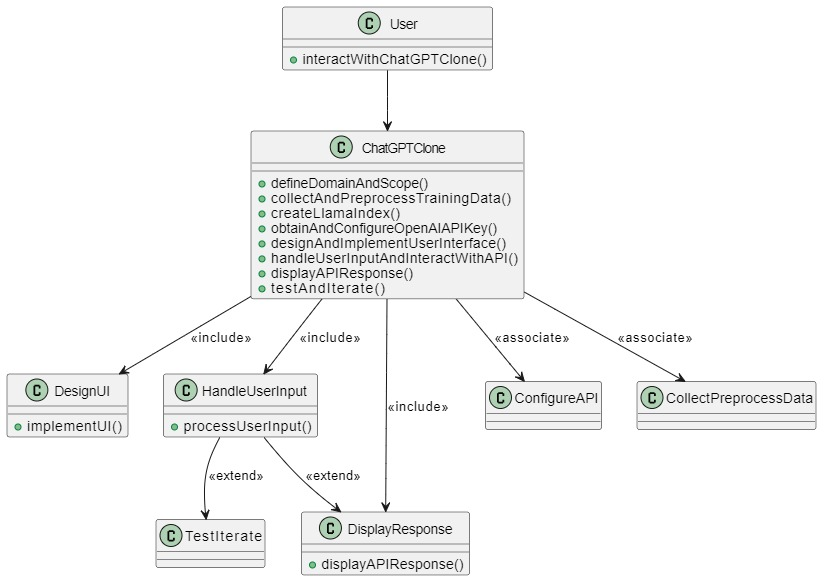 C User
interactWithChatGPTClone()
C ChatGPTClone
defineDomainAndScope()
collectAndPreprocessTrainingData()
createLlamaIndex()
obtainAndConfigureOpenAIAPIKey()
designAndImplementUserInterface()
handleUserInputAndInteractWithAPI()
displayAPIResponse()
testAndIterate()
«include» «include» «associate» «associate»
C DesignUI
implementUI()
C HandleUserInput
processUserInput()
«include»
C ConfigureAPI
C CollectPreprocessData
«extend» «extend»
C TestIterate
C DisplayResponse
displayAPIResponse()